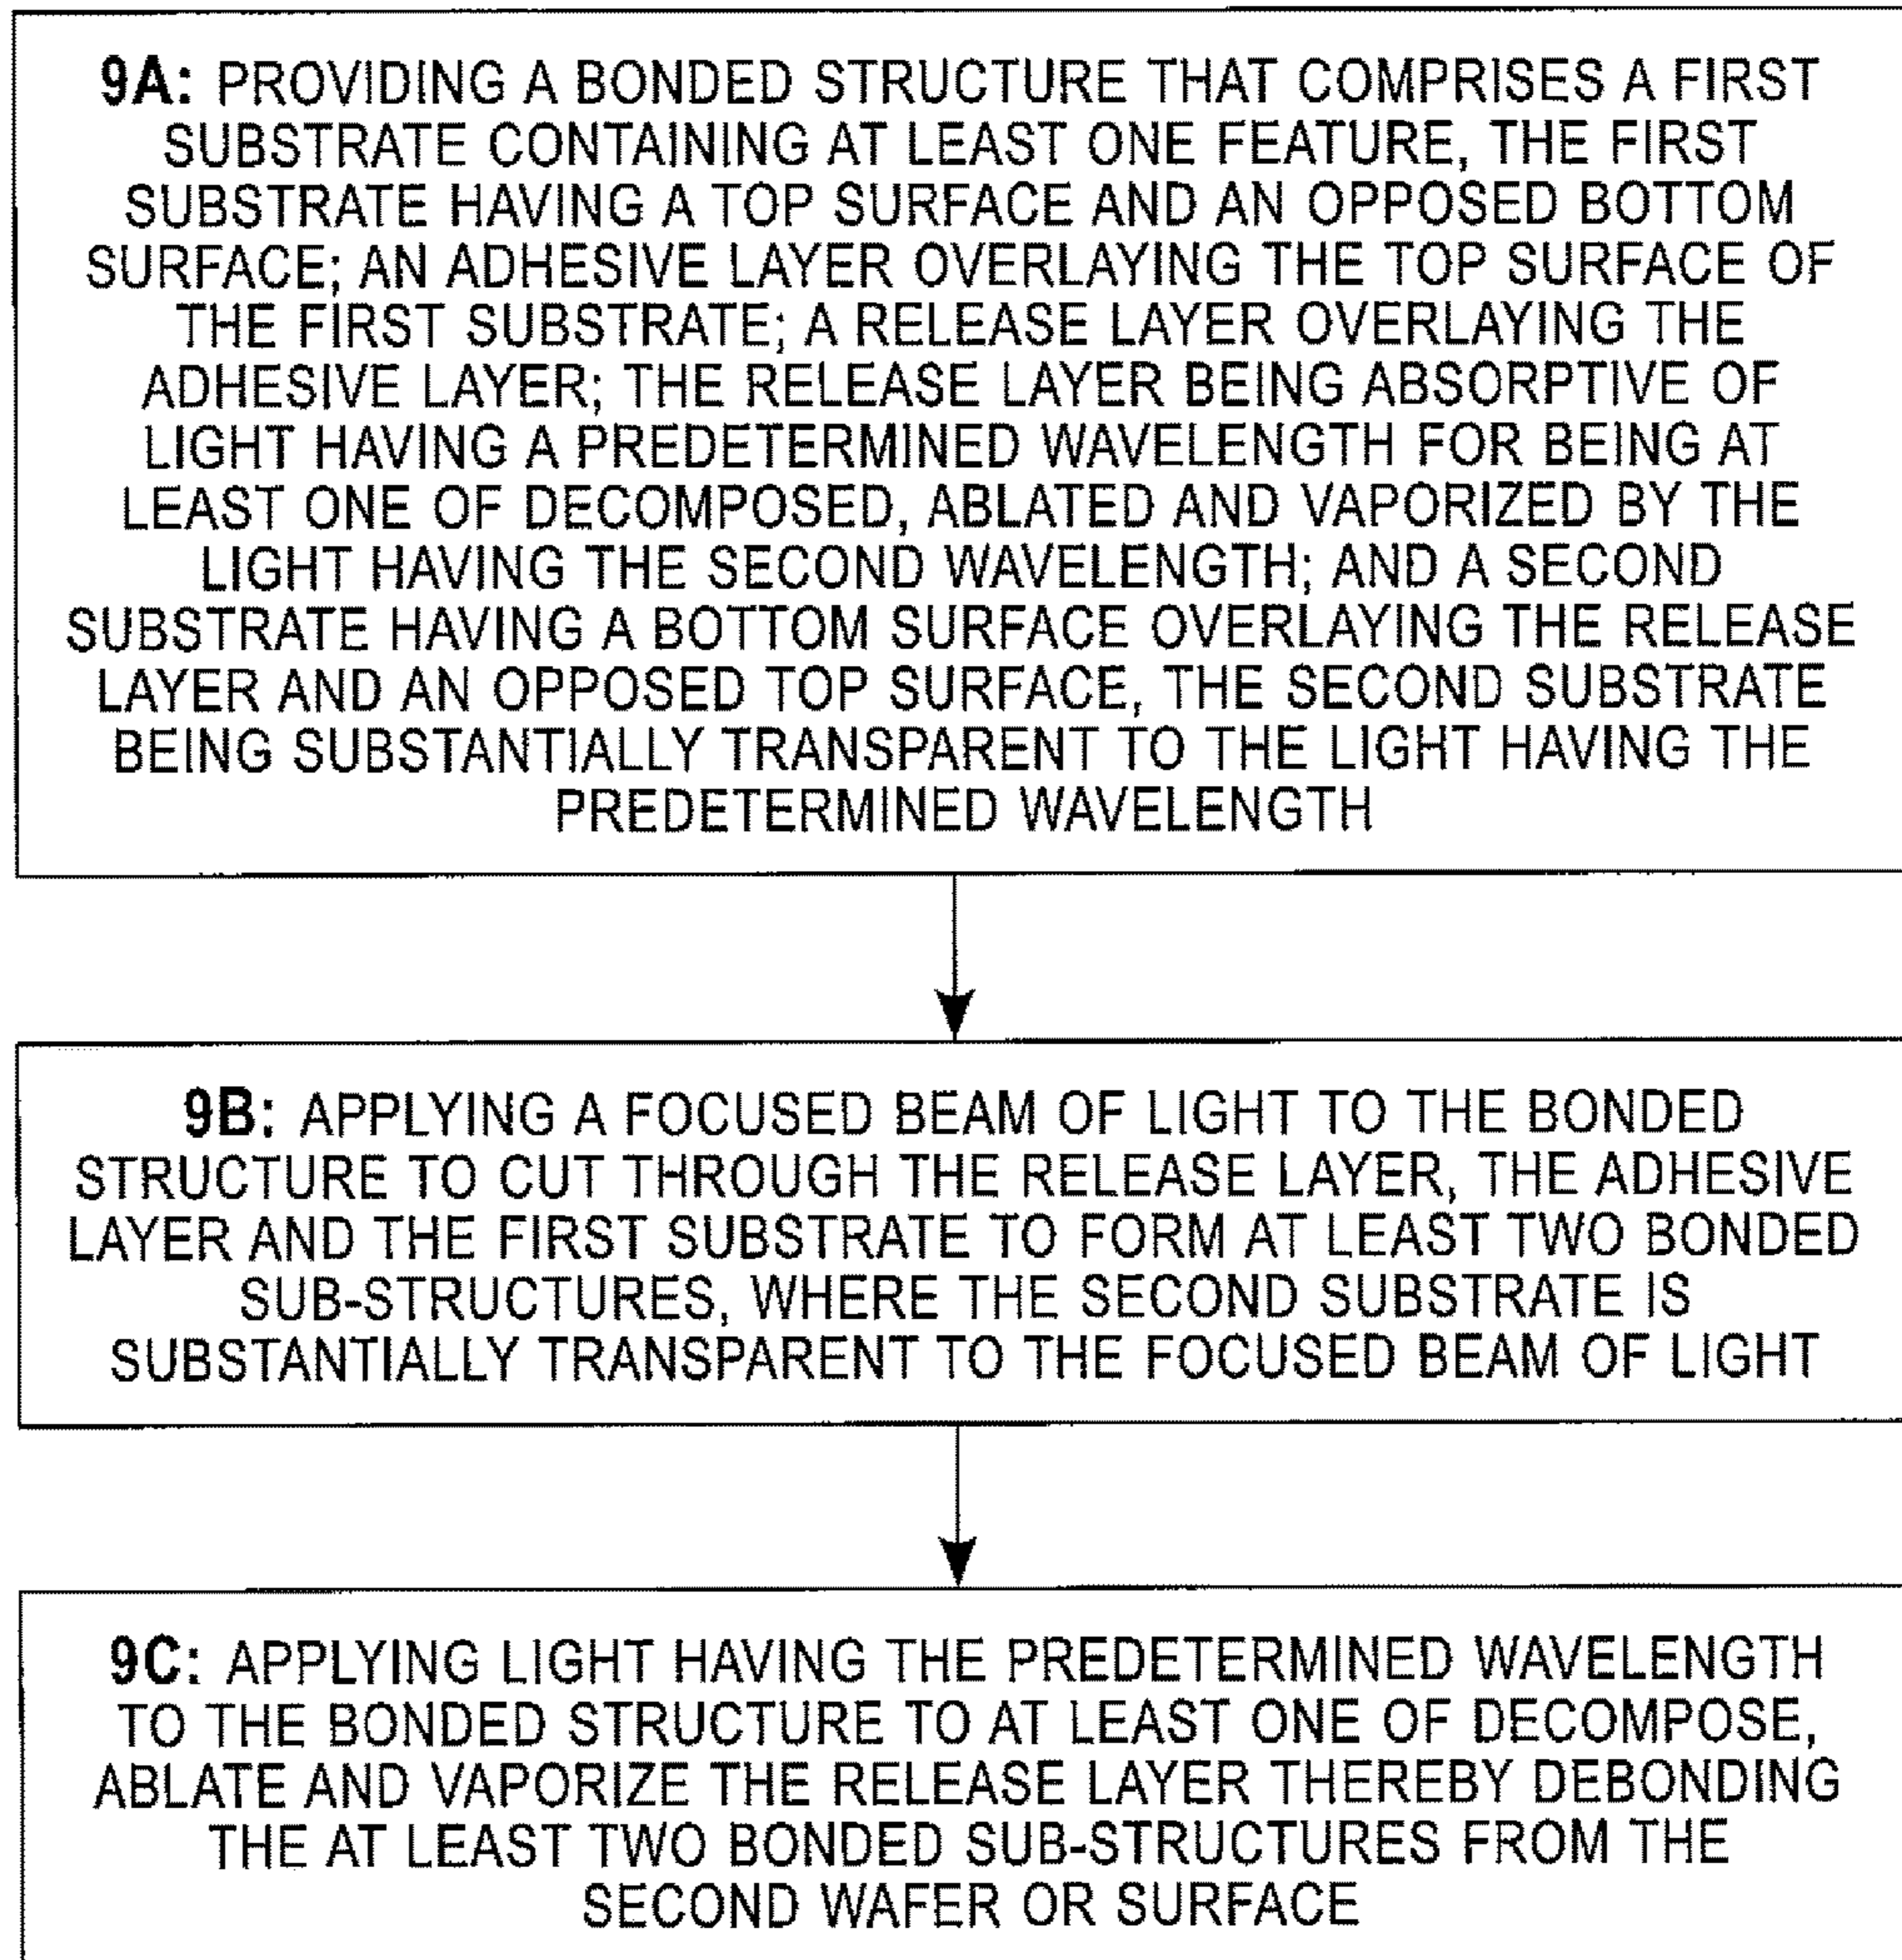 9A: PROVIDING A BONDED STRUCTURE THAT COMPRISES A FIRST
SUBSTRATE CONTAINING AT LEAST ONE FEATURE, THE FIRST
SUBSTRATE HAVING A TOP SURFACE AND AN OPPOSED BOTTOM
SURFACE; AN ADHESIVE LAYER OVERLAYING THE TOP SURFACE OF
THE FIRST SUBSTRATE; A RELEASE LAYER OVERLAYING THE
ADHESIVE LAYER; THE RELEASE LAYER BEING ABSORPTIVE OF
LIGHT HAVING A PREDETERMINED WAVELENGTH FOR BEING AT
LEAST ONE OF DECOMPOSED, ABLATED AND VAPORIZED BY THE
LIGHT HAVING THE SECOND WAVELENGTH; AND A SECOND
SUBSTRATE HAVING A BOTTOM SURFACE OVERLAYING THE RELEASE
LAYER AND AN OPPOSED TOP SURFACE, THE SECOND SUBSTRATE
BEING SUBSTANTIALLY TRANSPARENT TO THE LIGHT HAVING THE
PREDETERMINED WAVELENGTH
9B: APPLYING A FOCUSED BEAM OF LIGHT TO THE BONDED
STRUCTURE TO CUT THROUGH THE RELEASE LAYER, THE ADHESIVE
LAYER AND THE FIRST SUBSTRATE TO FORM AT LEAST TWO BONDED
SUB-STRUCTURES, WHERE THE SECOND SUBSTRATE IS
SUBSTANTIALLY TRANSPARENT TO THE FOCUSED BEAM OF LIGHT
9C: APPLYING LIGHT HAVING THE PREDETERMINED WAVELENGTH
TO THE BONDED STRUCTURE TO AT LEAST ONE OF DECOMPOSE,
ABLATE AND VAPORIZE THE RELEASE LAYER THEREBY DEBONDING
THE AT LEAST TWO BONDED SUB-STRUCTURES FROM THE
SECOND WAFER OR SURFACE